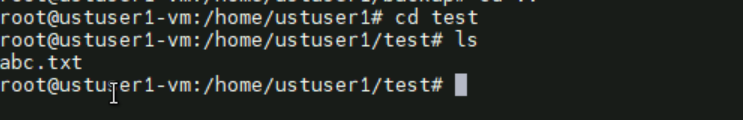 root@ustuser1-vm:/home/ustuser1# cd test
root@ustuser1-vm:/home/ustuser1/test# ls
abc.txt
root@ustuser1-vm:/home/ustuser1/test#